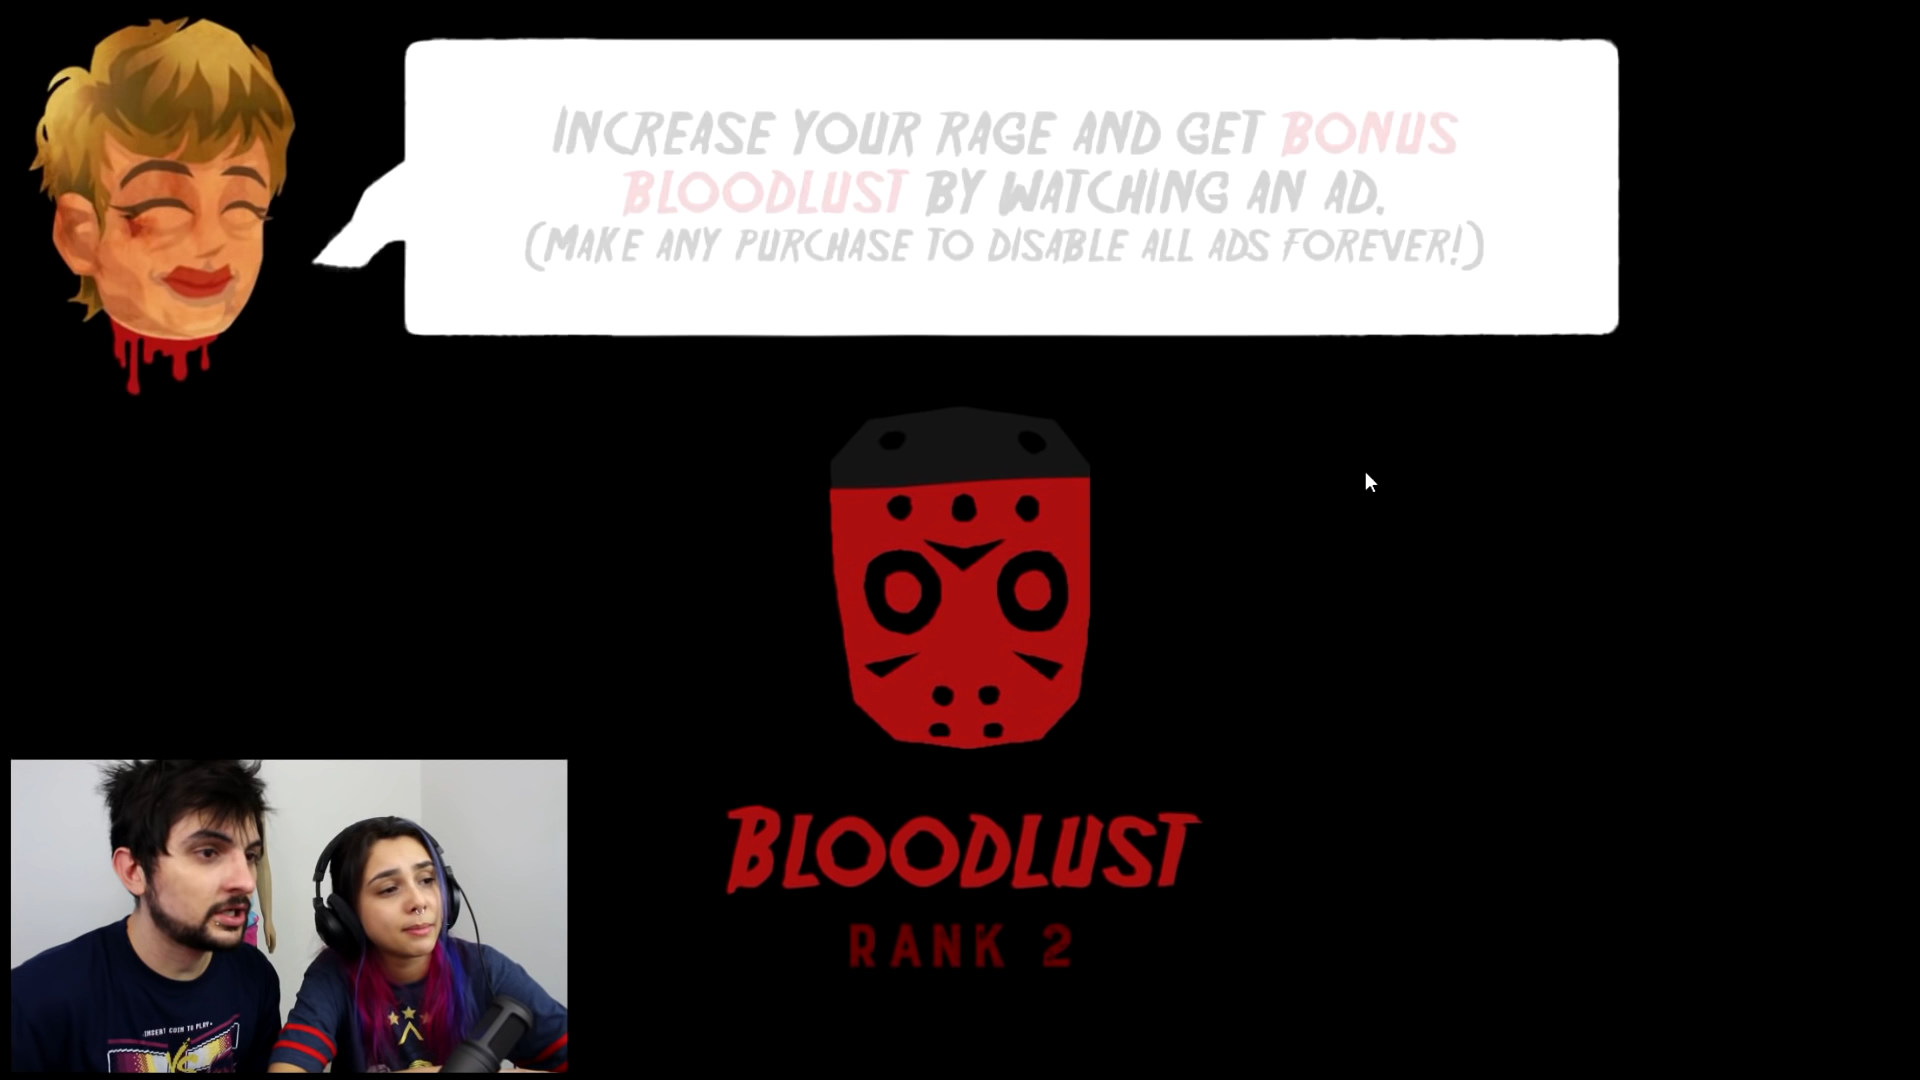 INCREASE YOUR RAGE AND GET BONUS
BLOODLUST BY WATCHING AN AD.
(MAKE ANY PURCHASE TO DISABLE ALL ADS FOREVER!)
BLOODLUST
RANK 2
INSERT COIN TO PLAY